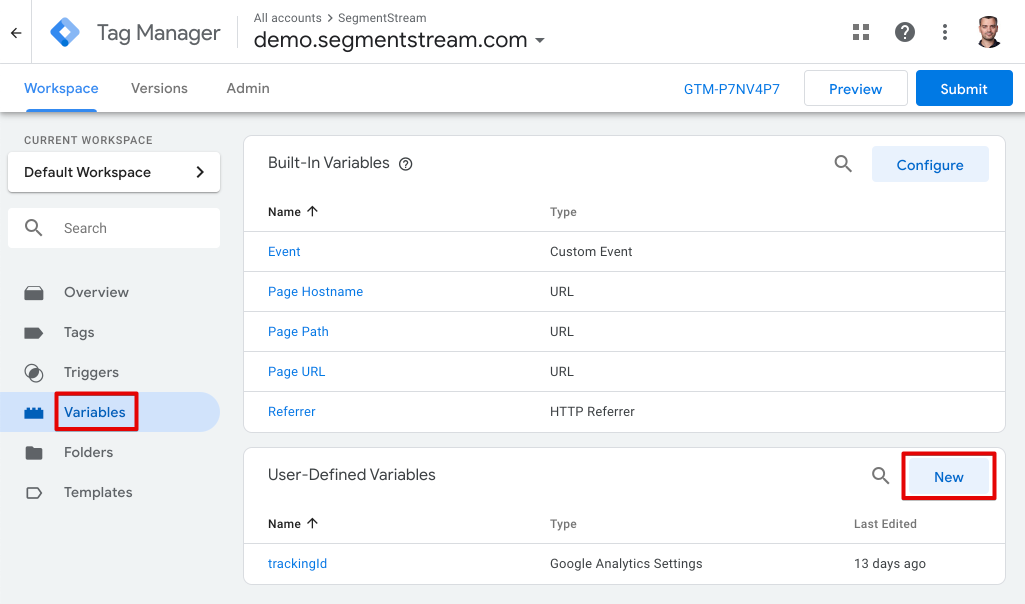 All accounts > SegmentStream
Tag Manager
demo.segmentstream.com
Workspace Versions Admin GTM-P7NV4P7 Preview Submit
CURRENT WORKSPACE
Default Workspace
Search
Overview
Tags
Triggers
Variables
Folders
Templates
Built-In Variables Configure
Name Type
Event Custom Event
Page Hostname URL
Page Path URL
Page URL URL
Referrer HTTP Referrer
User-Defined Variables New
Name Type Last Edited
trackingId Google Analytics Settings 13 days ago